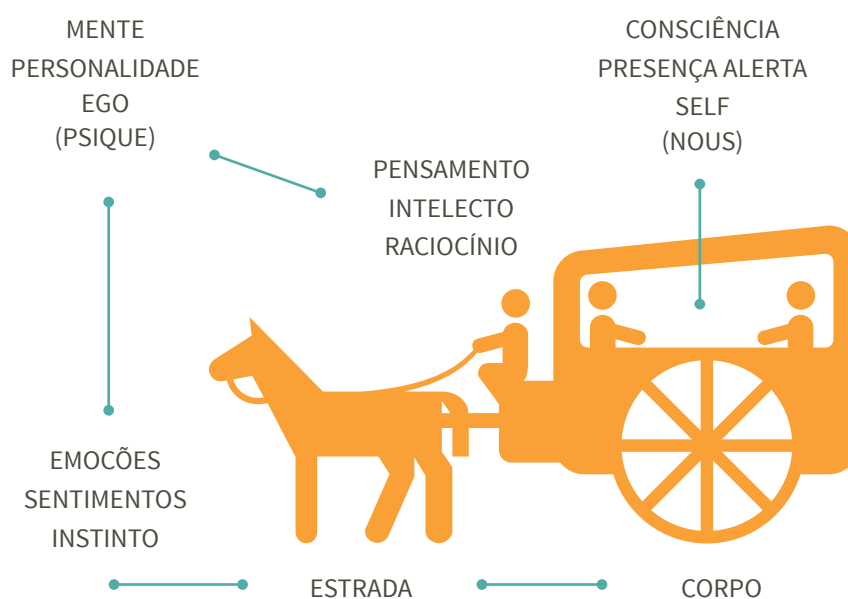 MENTE
PERSONALIDADE
EGO
(PSIQUE)
CONSCIÊNCIA
PRESENÇA ALERTA
SELF
(NOUS)
PENSAMENTO
INTELECTO
RACIOCÍNIO
EMOCÕES
SENTIMENTOS
INSTINTO
ESTRADA
CORPO